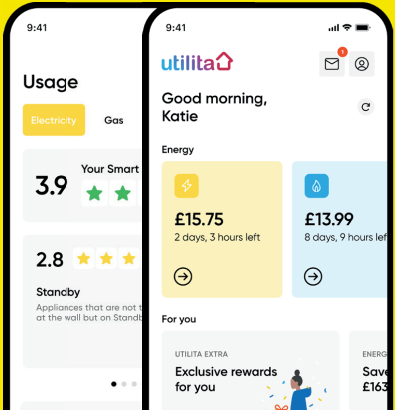 9:41
Usage
Electricity
Gas
3.9
Your Smart
2.8
Standby
Appliances that are not t
at the wall but on Standb
9:41
utilita
1
Good morning,
Katie
Energy
£15.75
2 days, 3 hours left
£13.99
8 days, 9 hours lef
For you
UTILITA EXTRA
Exclusive rewards
for you
ENERG
Save
£163